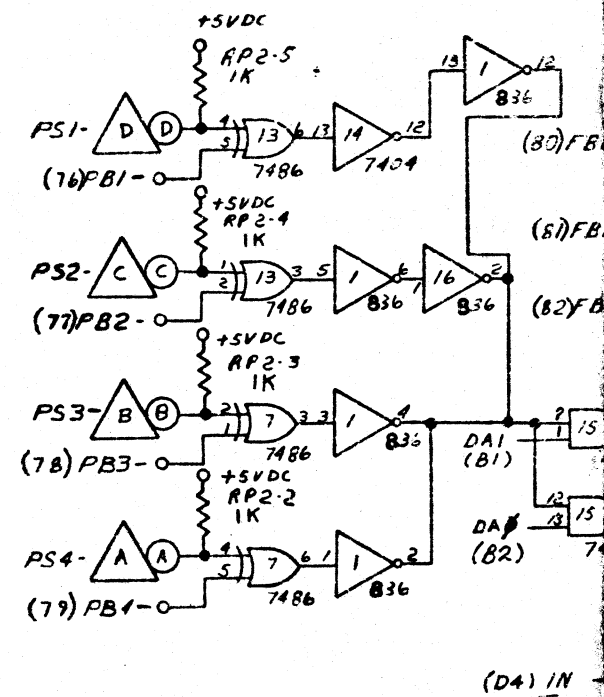 +5VDC
RP2-5
1K
PS1-
D
D
4
5
13
6
7486
13
14
12
7404
13
1
12
836
(76)PB1-
(80)FB
+5VDC
RP2-4
1K
PS2-
C
C
1
2
13
3
7486
5
1
6
836
1
16
2
836
(81)FB
(77)PB2-
(82)FB
+5VDC
RP2-3
1K
PS3-
B
B
2
1
7
3
7486
3
1
4
836
(78)PB3-
DA1
(B1)
1
15
+5VDC
RP2-2
1K
PS4-
A
A
4
5
7
6
7486
1
1
2
836
(79)PB4-
DAØ
(B2)
12
13
15
74
(D4) IN